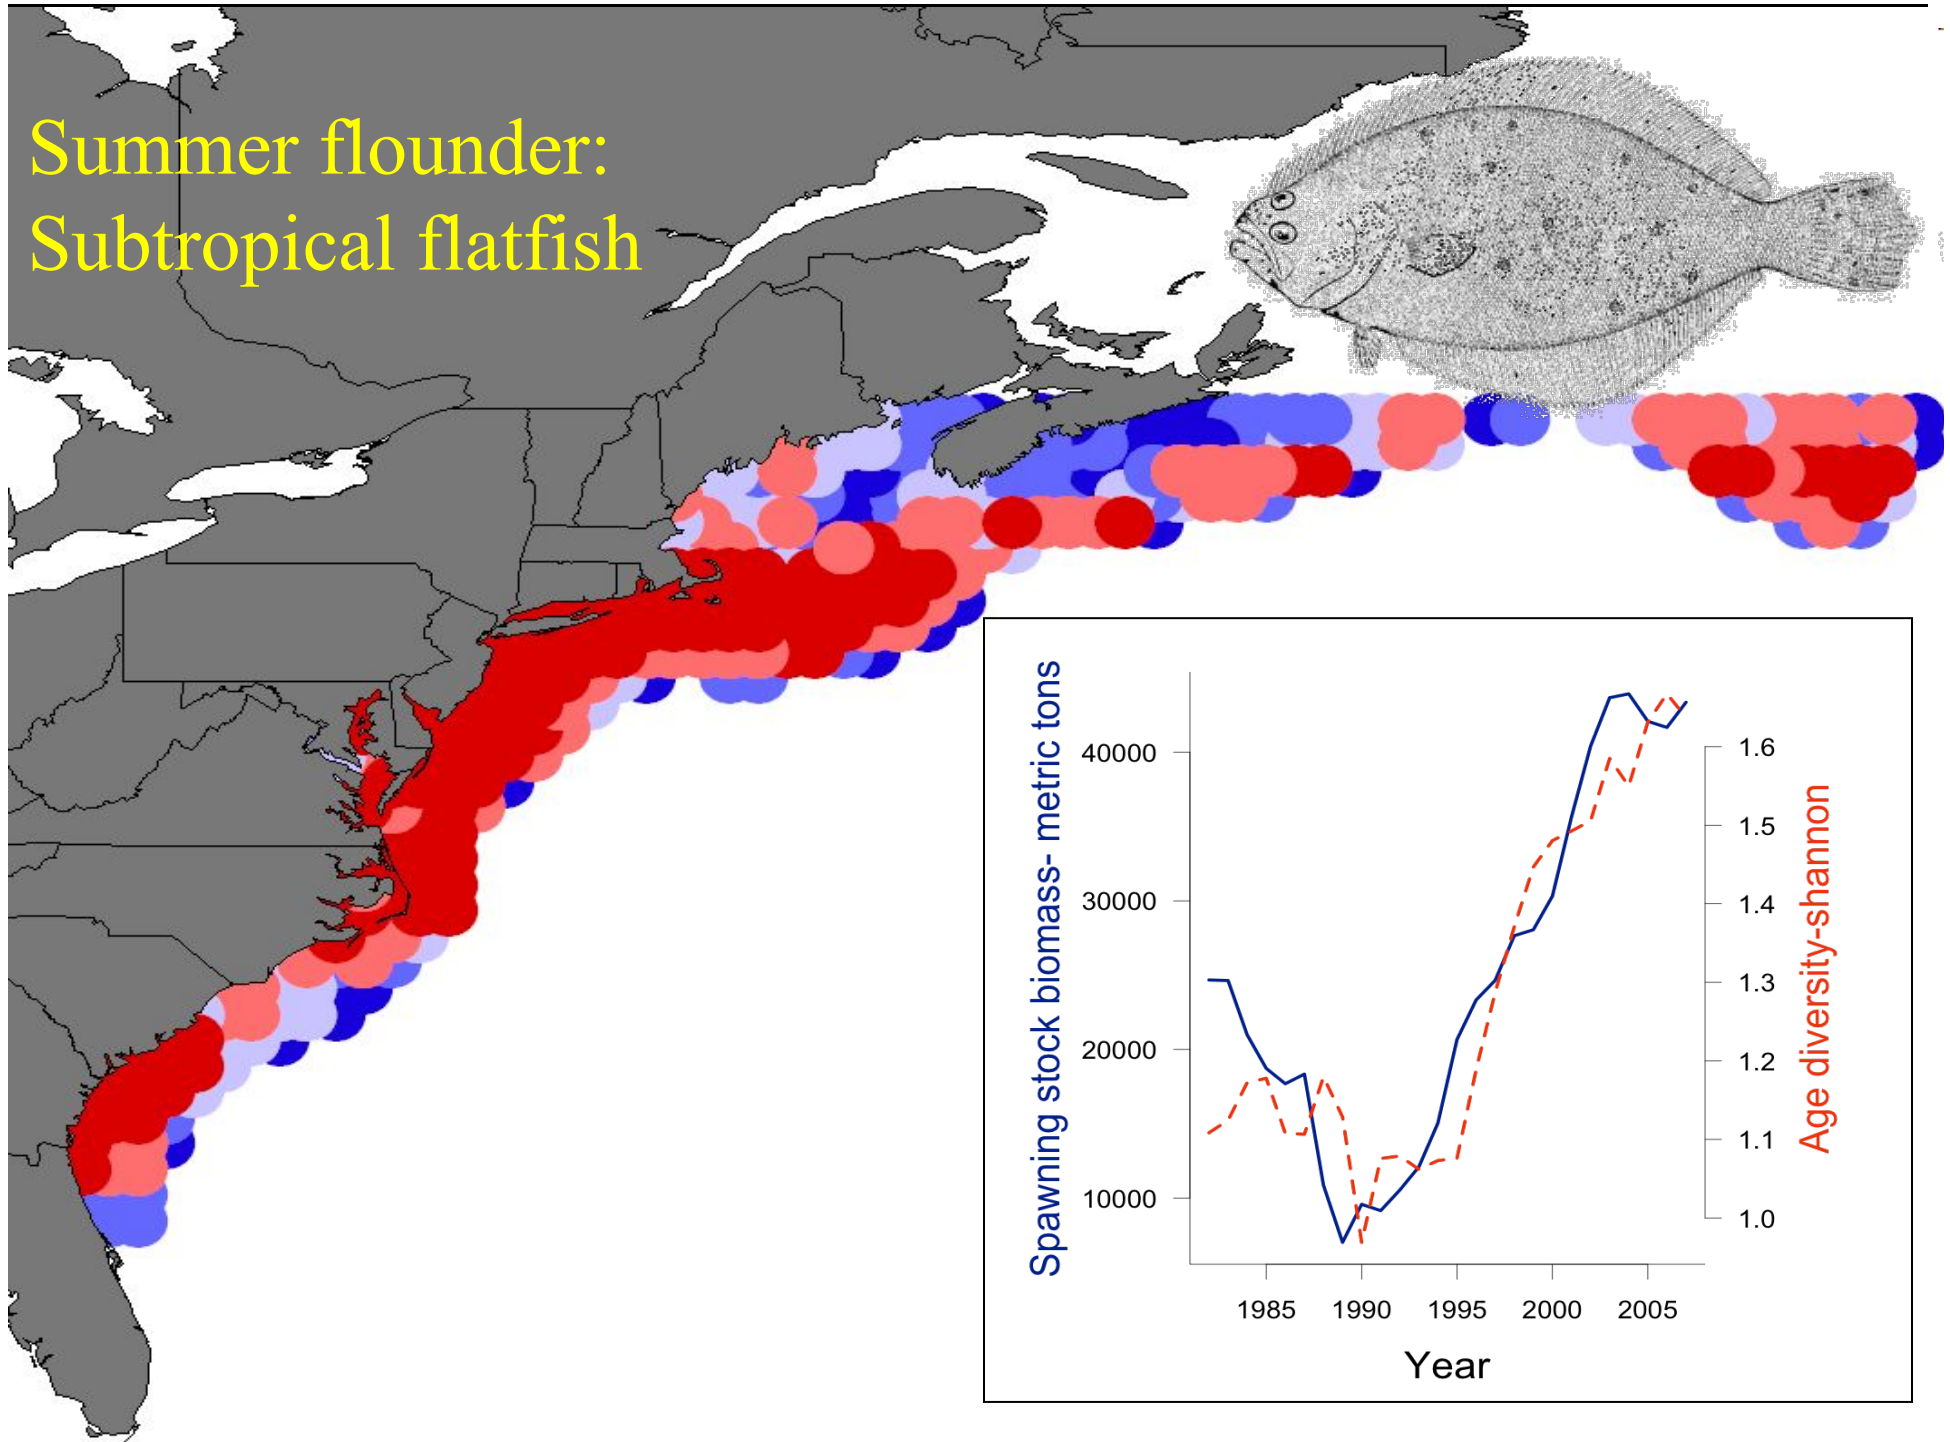 Summer flounder:
Subtropical flatfish
Spawning stock biomass- metric tons
40000
30000
20000
10000
1.6
1.5
1.4
1.3
1.2
1.1
1.0
Age diversity-shannon
1985 1990 1995 2000 2005
Year